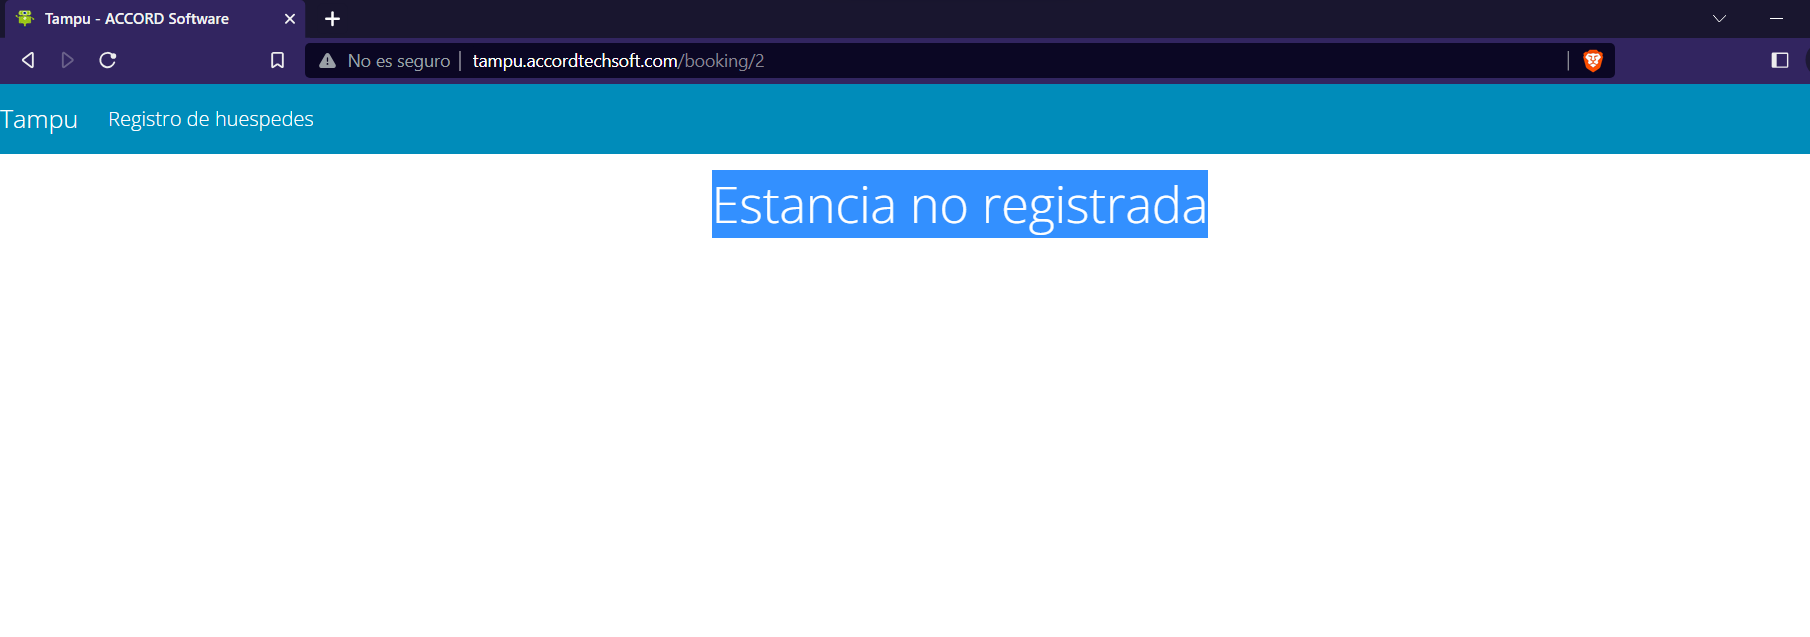 Tampu - ACCORD Software
No es seguro | tampu.accordtechsoft.com/booking/2
Tampu Registro de huespedes
Estancia no registrada